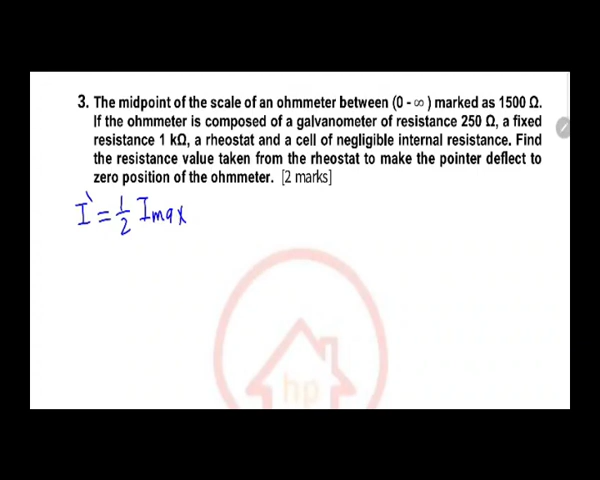 3. The midpoint of the scale of an ohmmeter between (0 - ∞ ) marked as 1500 Ω.
If the ohmmeter is composed of a galvanometer of resistance 250 Ω, a fixed
resistance 1 kΩ, a rheostat and a cell of negligible internal resistance. Find
the resistance value taken from the rheostat to make the pointer deflect to
zero position of the ohmmeter. [2 marks]
I` = 1/2 Imax
hp